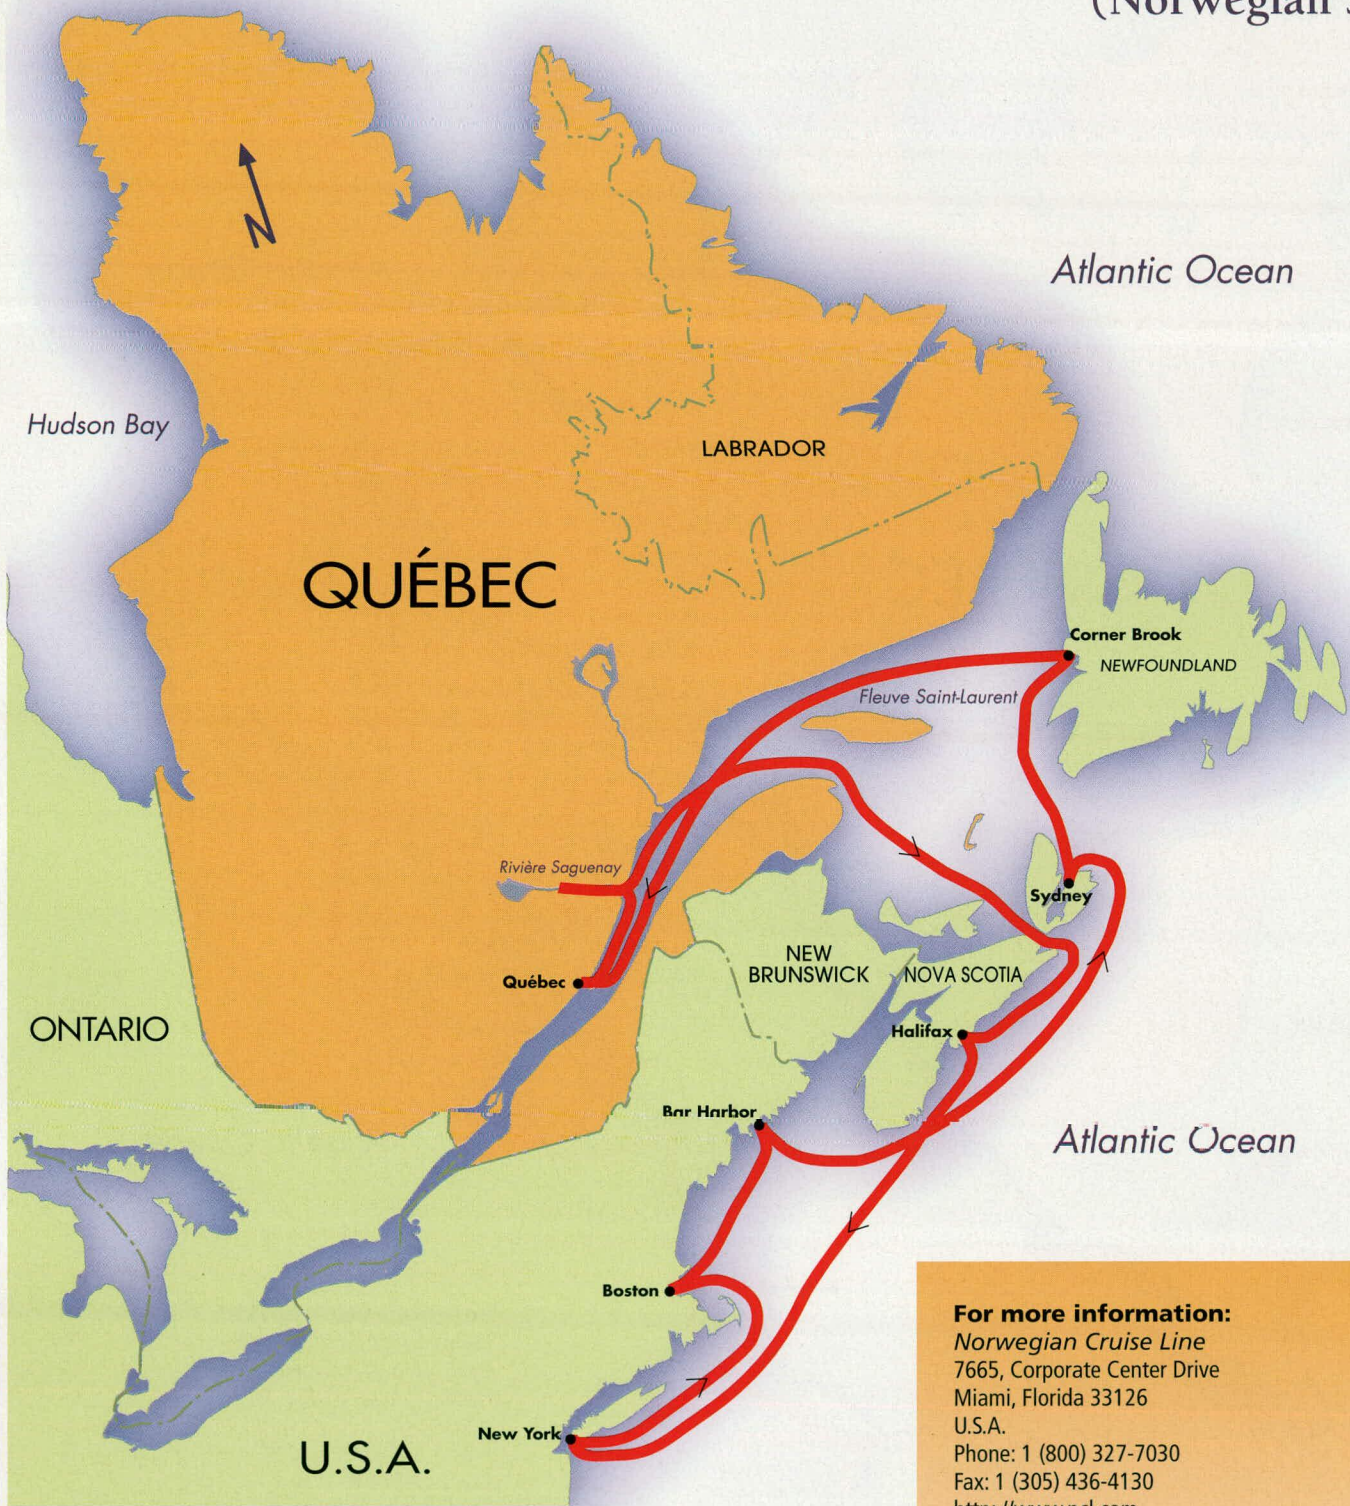 (Norwegian
N
Atlantic Ocean
Hudson Bay
LABRADOR
QUÉBEC
Corner Brook
NEWFOUNDLAND
Fleuve Saint-Laurent
Rivière Saguenay
Sydney
NEW
BRUNSWICK
NOVA SCOTIA
Québec
ONTARIO
Halifax
Bar Harbor
Atlantic Ocean
Boston
For more information:
Norwegian Cruise Line
7665, Corporate Center Drive
Miami, Florida 33126
U.S.A.
Phone: 1 (800) 327-7030
Fax: 1 (305) 436-4130
New York
U.S.A.